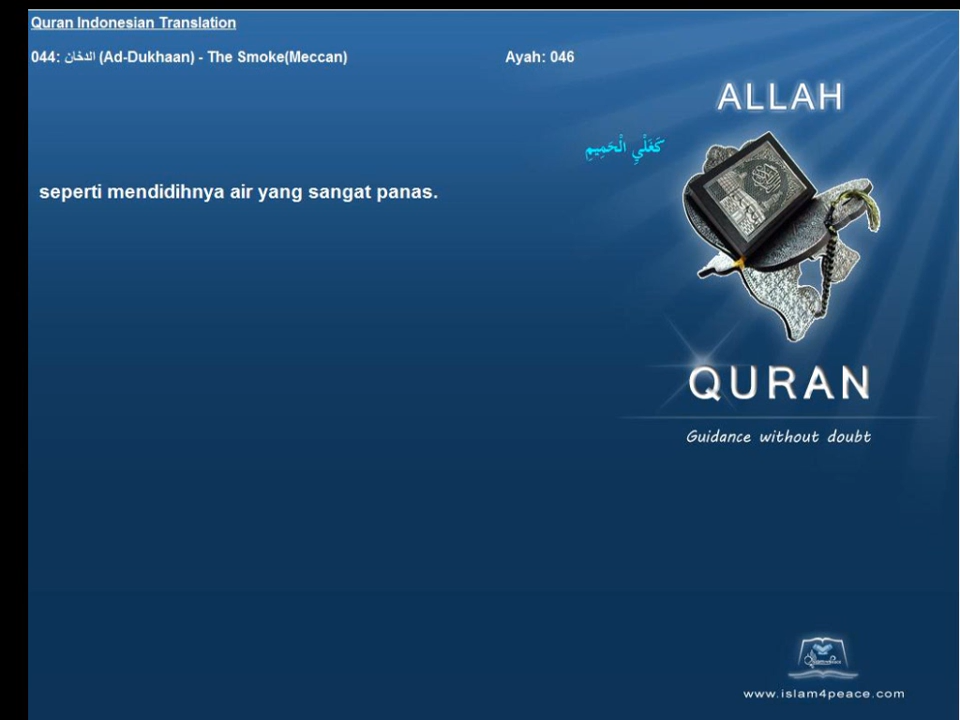 Quran Indonesian Translation
044: الدخان (Ad-Dukhaan) - The Smoke(Meccan)
Ayah: 046
ALLAH
كَغَلْيِ الْحَمِيمِ
seperti mendidihnya air yang sangat panas.
QURAN
Guidance without doubt
www.islam4peace.com